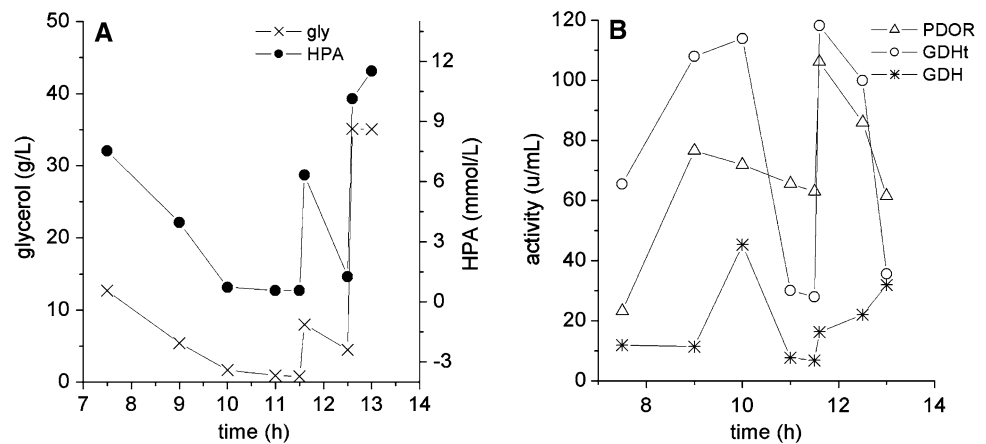 A
gly
HPA
50
40
30
20
10
0
12
9
6
3
0
-3
7 8 9 10 11 12 13 14
glycerol (g/L)
HPA (mmol/L)
time (h)
B
PDOR
GDHt
GDH
120
100
80
60
40
20
0
8 10 12 14
activity (u/mL)
time (h)